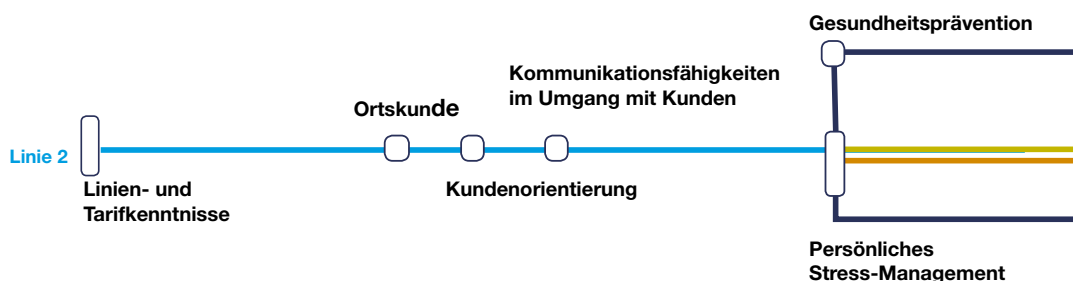 Gesundheitsprävention
Kommunikationsfähigkeiten
im Umgang mit Kunden
Ortskunde
Linie 2
Linien- und
Tarifkenntnisse
Kundenorientierung
Persönliches
Stress-Management